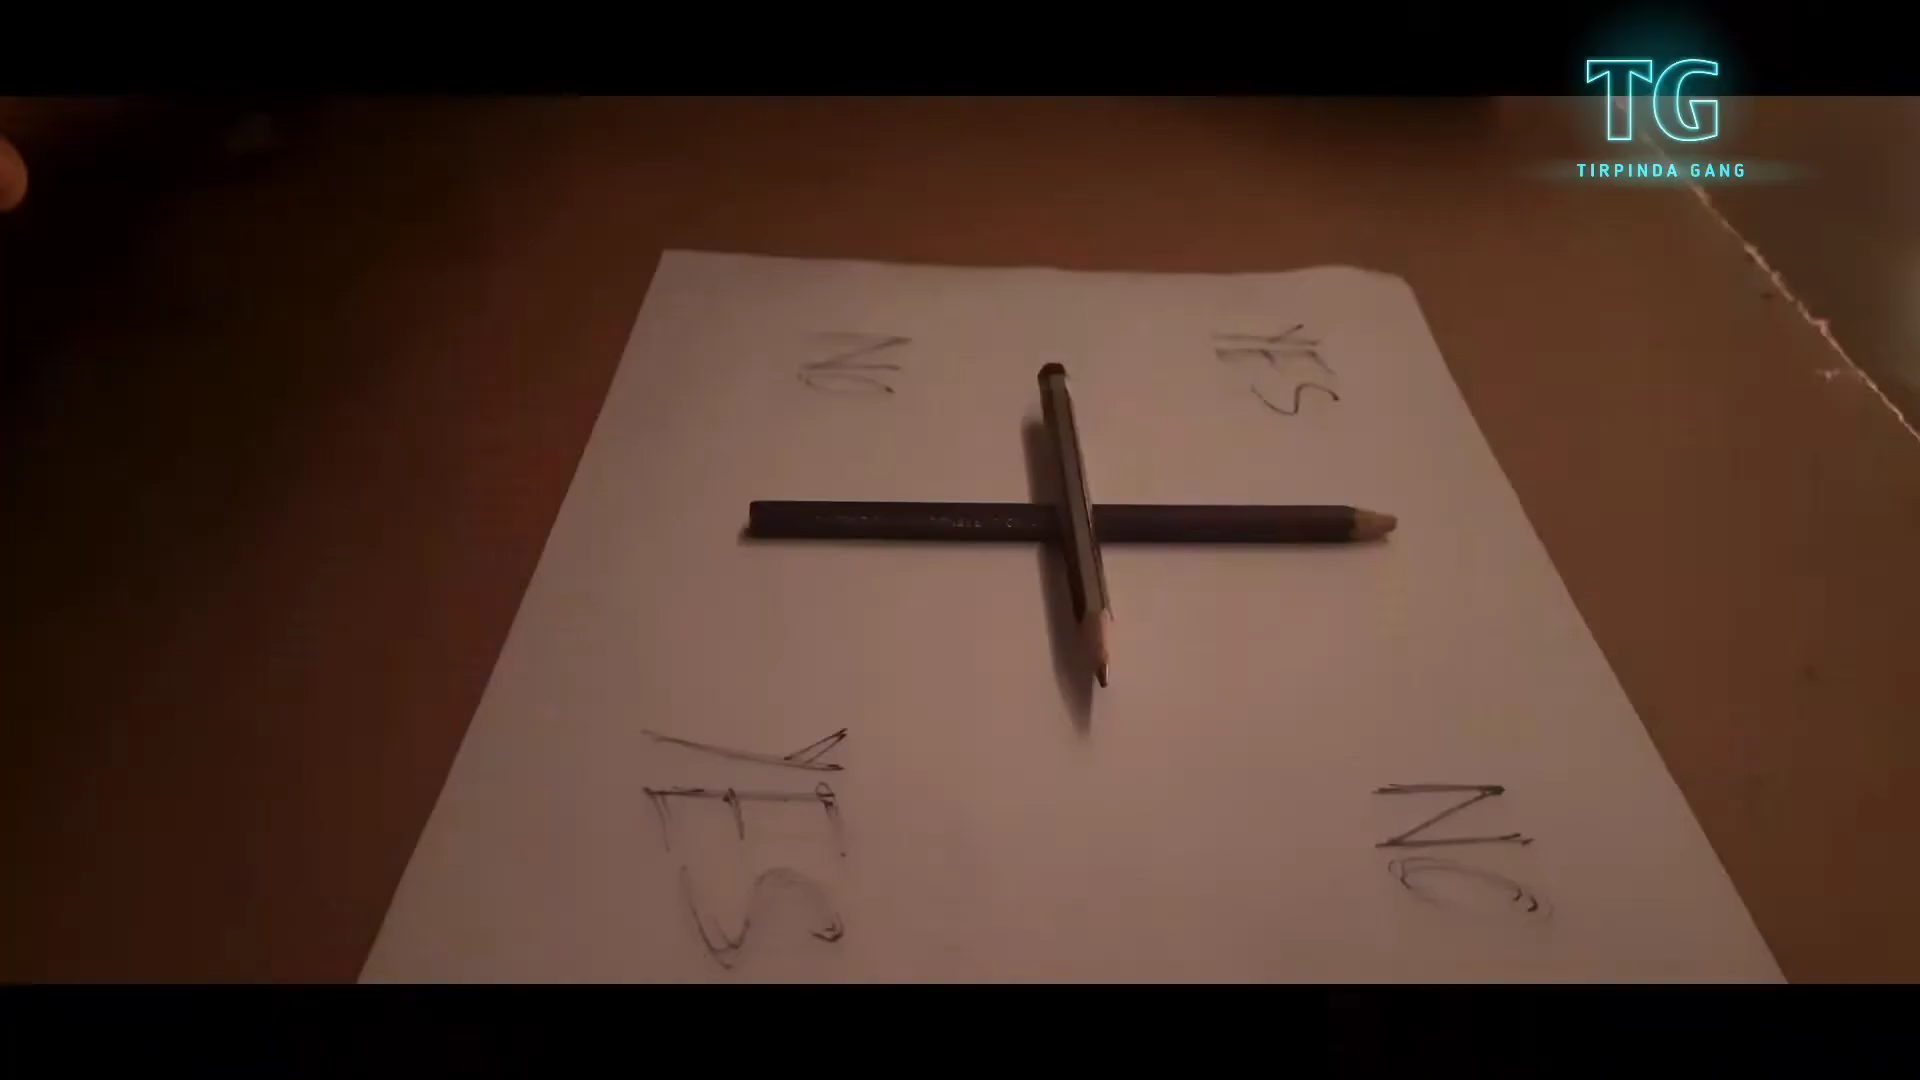 TG
TIRPINDA GANG
NO
YES
YES
NO